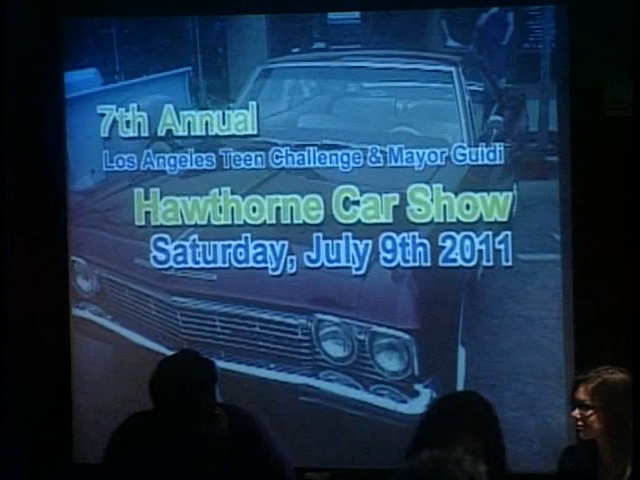 7th Annual
Los Angeles Teen Challenge & Mayor Guidi
Hawthorne Car Show
Saturday, July 9th 2011